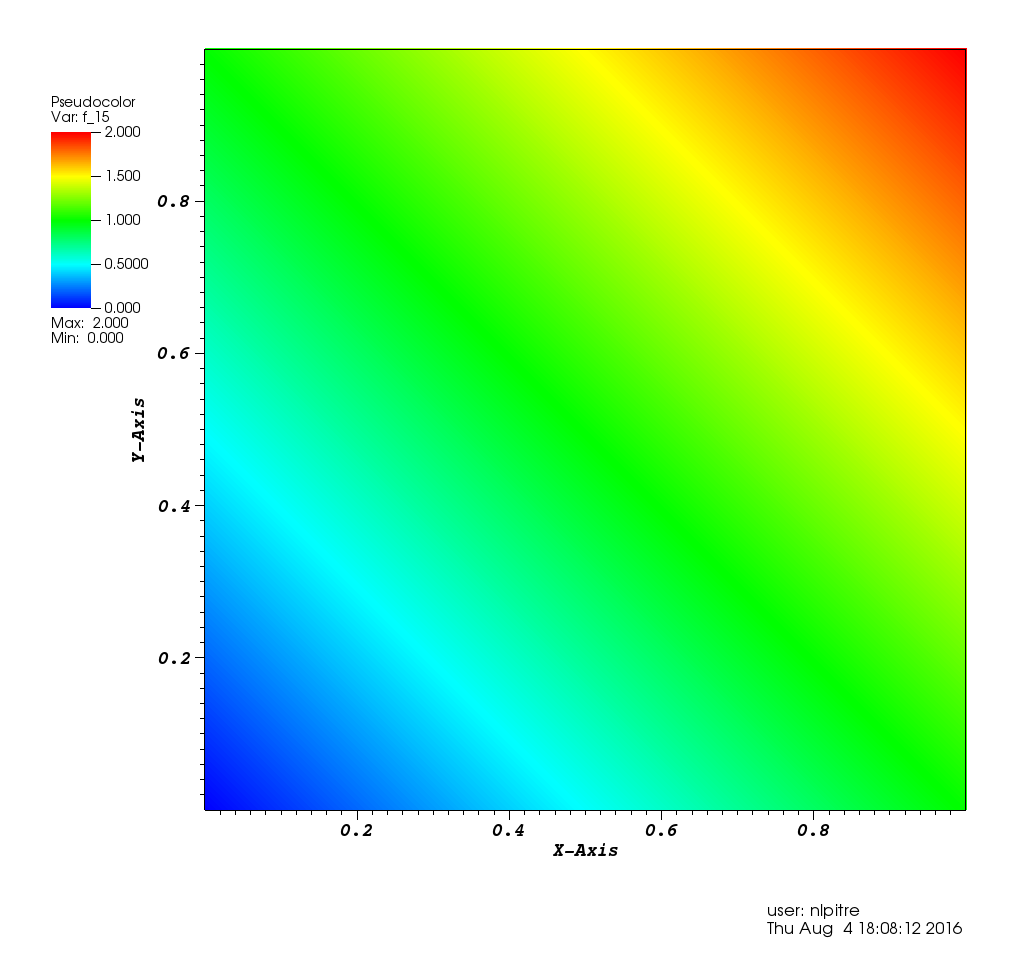 Pseudocolor
Var: f_15
2.000
1.500
1.000
0.5000
0.000
Max: 2.000
Min: 0.000
0.8
0.6
0.4
0.2
Y-Axis
0.2 0.4 0.6 0.8
X-Axis
user: nlpitre
Thu Aug 4 18:08:12 2016